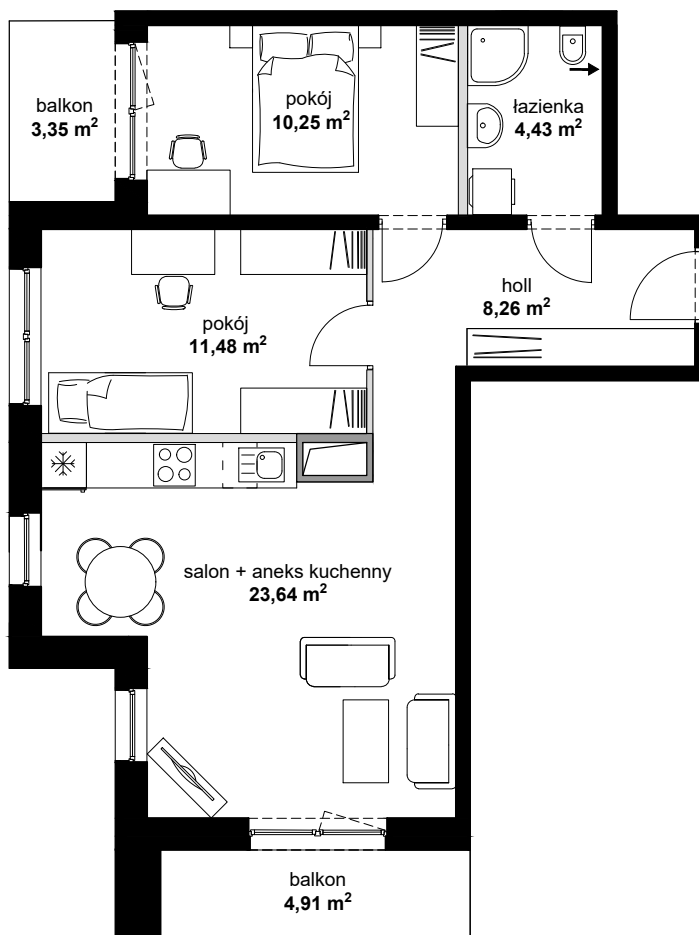 balkon
3,35 m²
pokój
10,25 m²
łazienka
4,43 m²
holl
8,26 m²
pokój
11,48 m²
salon + aneks kuchenny
23,64 m²
balkon
4,91 m²